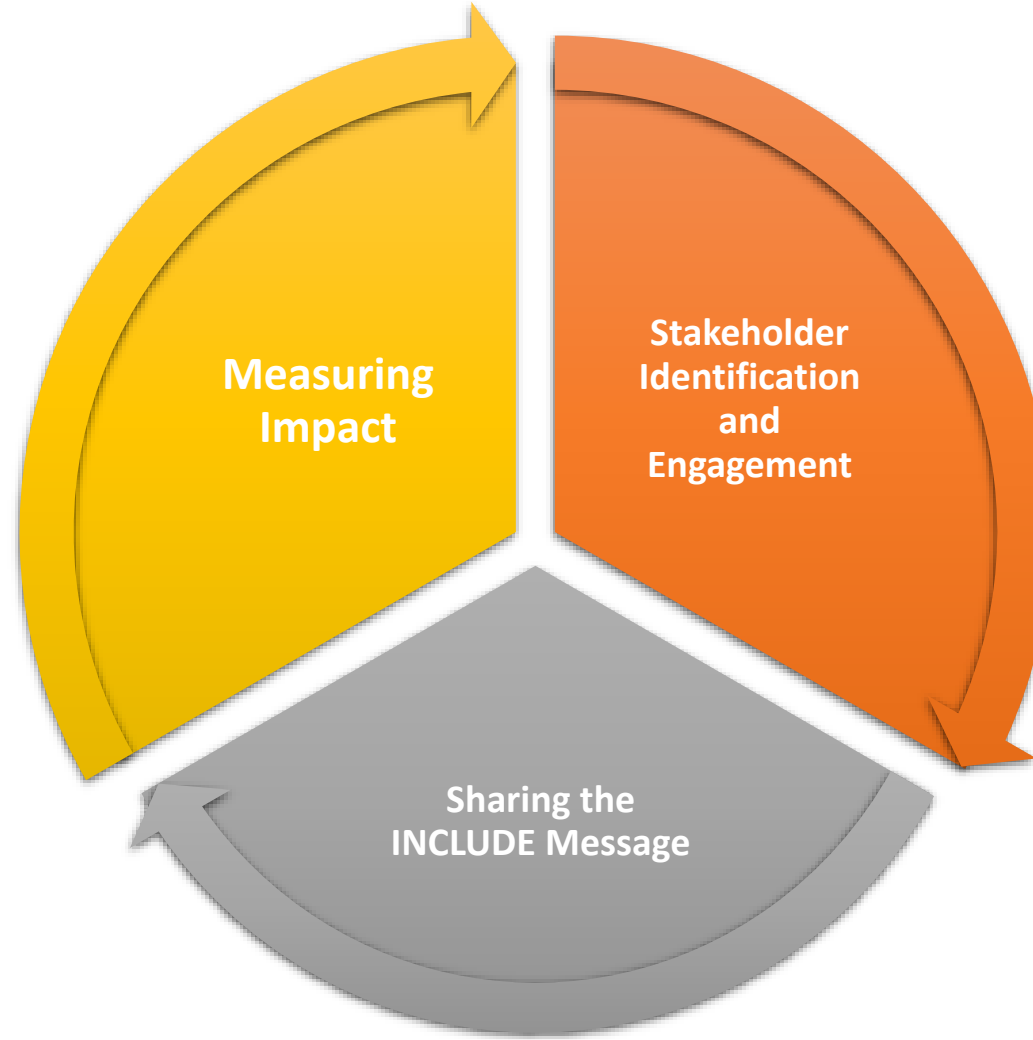 Measuring
Impact
Stakeholder
Identification
and
Engagement
Sharing the
INCLUDE Message